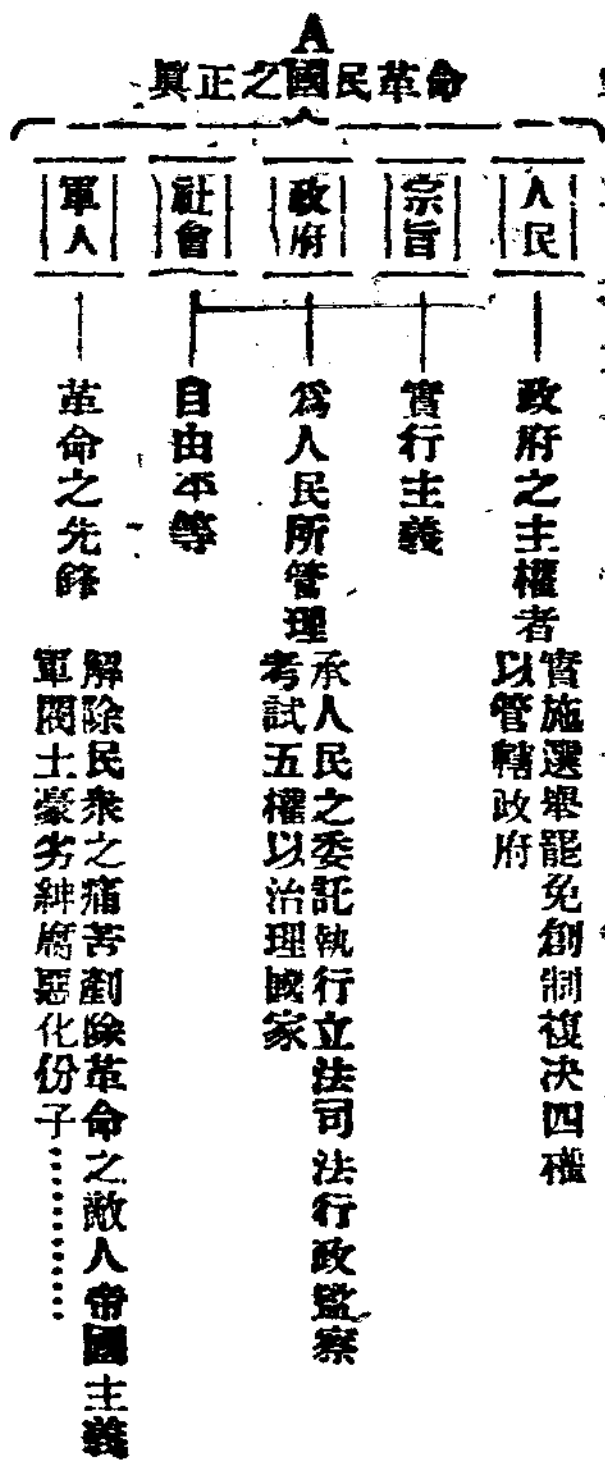 A
眞正之國民革命
人民
政府之主權者
實施選舉罷免創制複决四權
以管轄政府
宗旨
實行主義
政府
爲人民所管理
承人民之委託執行立法司法行政監察
考試五權以治理國家
社會
自由平等
軍人
革命之先鋒
解除民衆之痛苦剷除革命之敵人帝國主義
軍閥土豪劣紳腐惡化份子…………